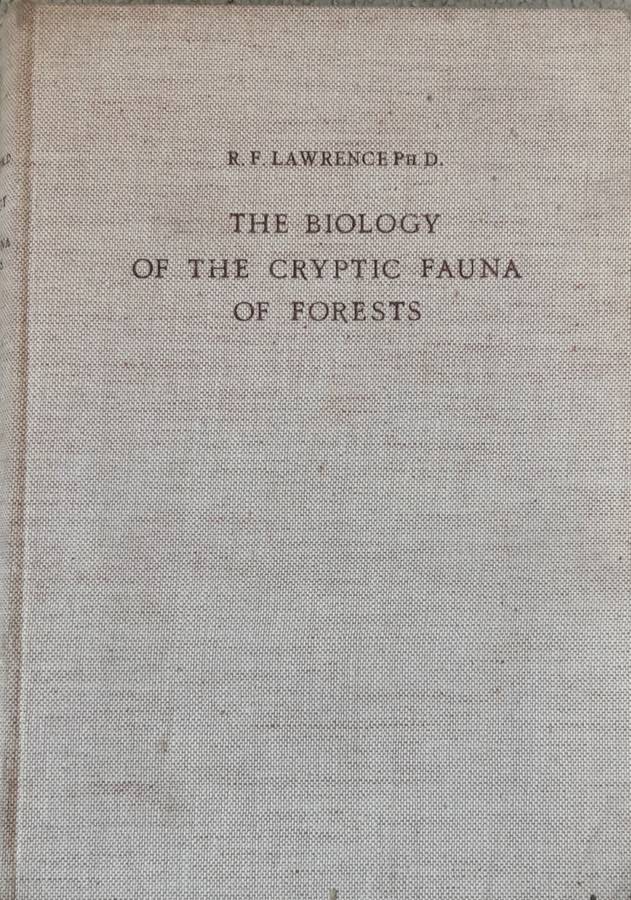 R. F. LAWRENCE PH D.
THE BIOLOGY
OF THE CRYPTIC FAUNA
OF FORESTS